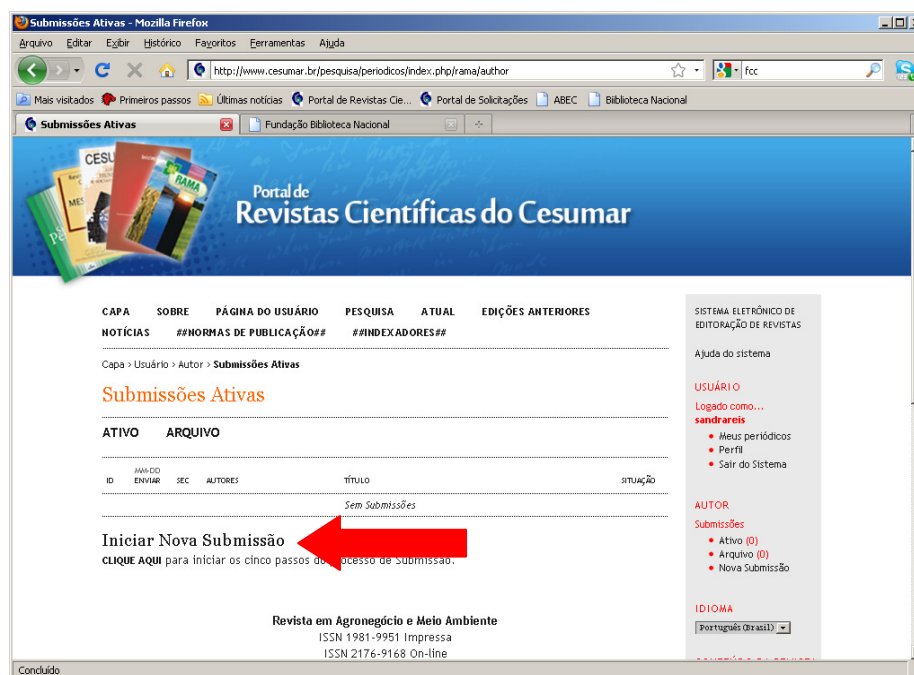 Submissões Ativas - Mozilla Firefox
Arquivo Editar Exibir Histórico Favoritos Ferramentas Ajuda
http://www.cesumar.br/pesquisa/periodicos/index.php/rama/author fcc
Mais visitados Primeiros passos Últimas notícias Portal de Revistas Cie... Portal de Solicitações ABEC Biblioteca Nacional
Submissões Ativas Fundação Biblioteca Nacional
CESU
RAMA
Portal de
Revistas Científicas do Cesumar
CAPA SOBRE PÁGINA DO USUÁRIO PESQUISA ATUAL EDIÇÕES ANTERIORES
NOTÍCIAS ##NORMAS DE PUBLICAÇÃO## ##INDEXADORES##
Capa > Usuário > Autor > Submissões Ativas
Submissões Ativas
ATIVO ARQUIVO
ID MM-DD ENVIAR SEC AUTORES TÍTULO SITUAÇÃO
Sem Submissões
Iniciar Nova Submissão
CLIQUE AQUI para iniciar os cinco passos do processo de Submissão.
Revista em Agronegócio e Meio Ambiente
ISSN 1981-9951 Impressa
ISSN 2176-9168 On-line
SISTEMA ELETRÔNICO DE
EDITORAÇÃO DE REVISTAS
Ajuda do sistema
USUÁRIO
Logado como...
sandrareis
Meus periódicos
Perfil
Sair do Sistema
AUTOR
Submissões
Ativo (0)
Arquivo (0)
Nova Submissão
IDIOMA
Português (Brasil)
Concluído